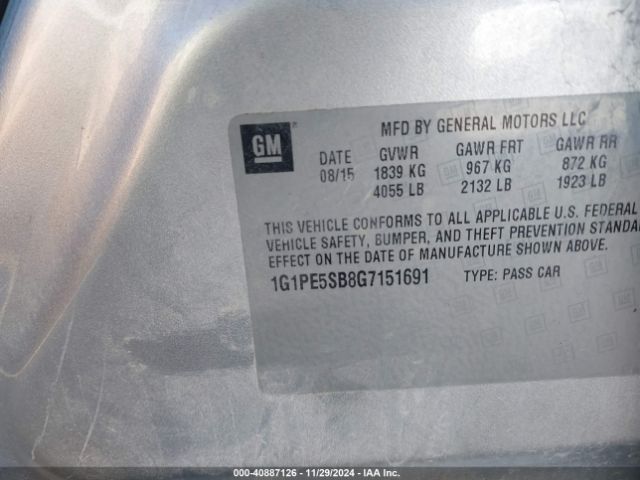 MFD BY GENERAL MOTORS LLC
GM®
DATE GVWR GAWR FRT GAWR RR
08/15 1839 KG 967 KG 872 KG
4055 LB 2132 LB 1923 LB
THIS VEHICLE CONFORMS TO ALL APPLICABLE U.S. FEDERAL
VEHICLE SAFETY, BUMPER, AND THEFT PREVENTION STANDA
EFFECT ON THE DATE OF MANUFACTURE SHOWN ABOVE.
1G1PE5SB8G7151691 TYPE: PASS CAR
000-40887126 - 11/29/2024 - IAA Inc.